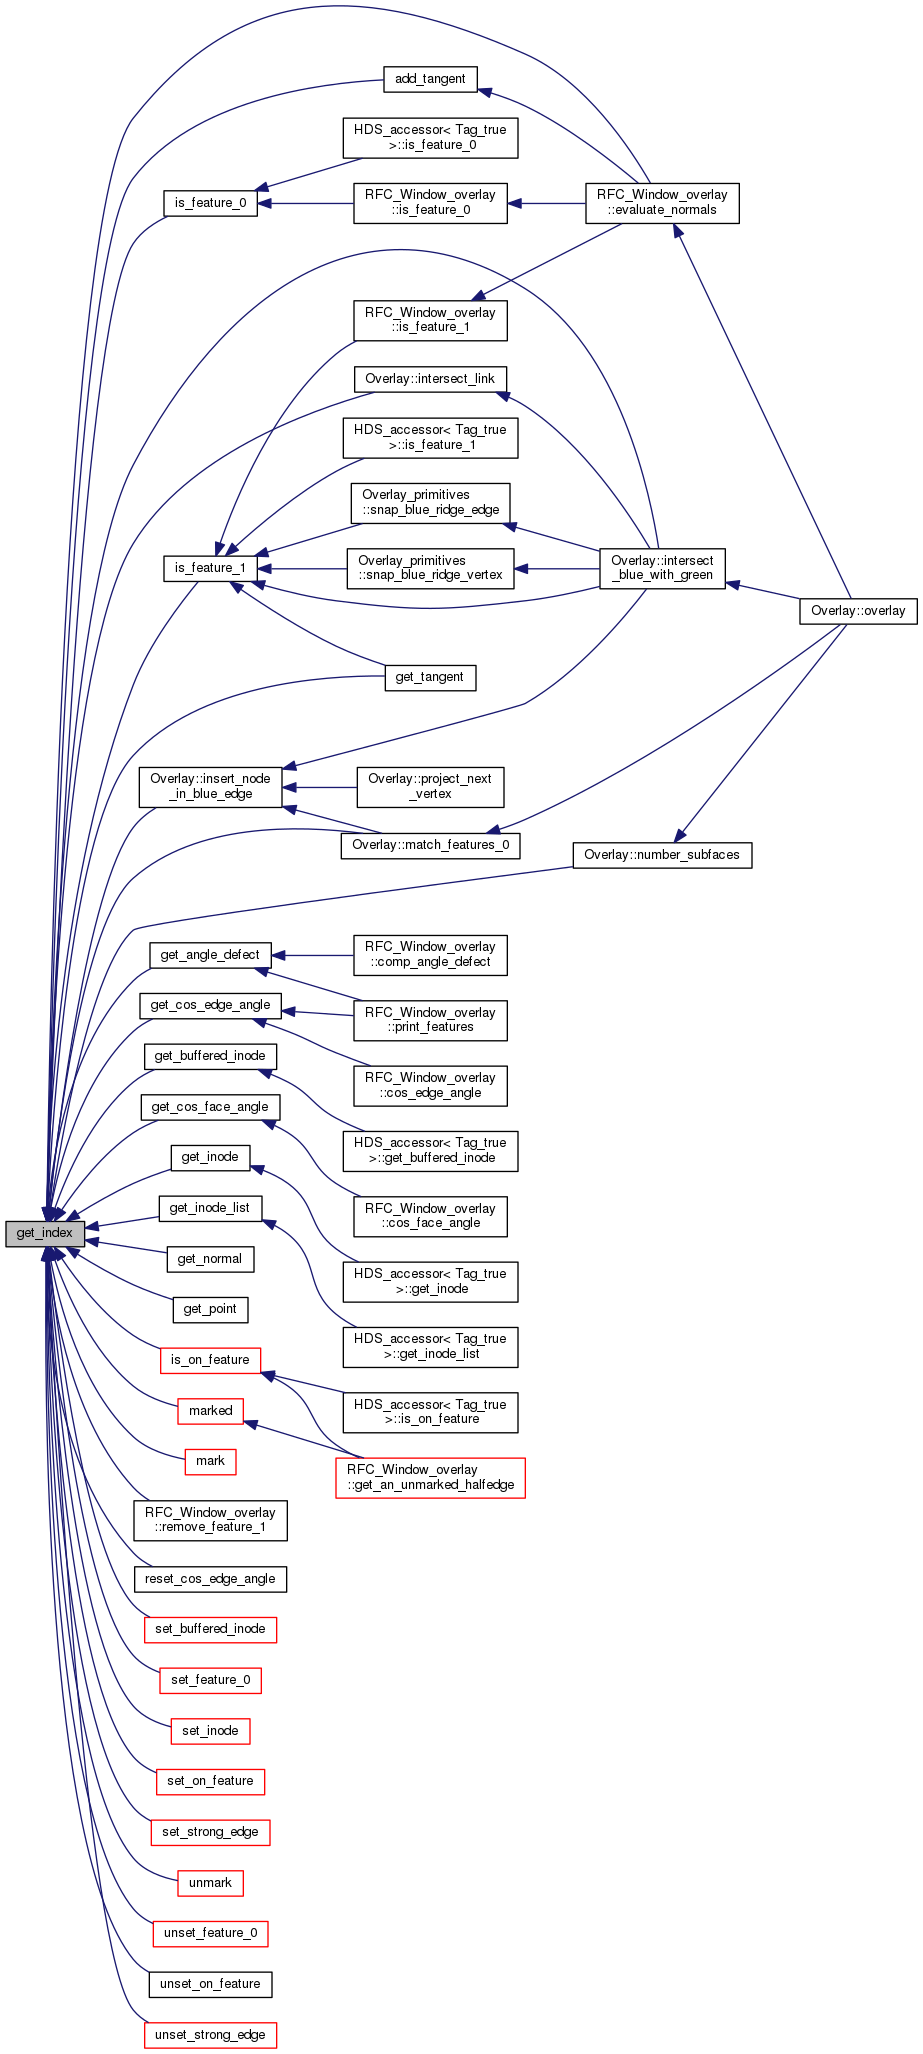 add_tangent
HDS_accessor< Tag_true
>::is_feature_0
is_feature_0
RFC_Window_overlay
::is_feature_0
RFC_Window_overlay
::evaluate_normals
RFC_Window_overlay
::is_feature_1
Overlay::intersect_link
HDS_accessor< Tag_true
>::is_feature_1
Overlay_primitives
::snap_blue_ridge_edge
is_feature_1
Overlay_primitives
::snap_blue_ridge_vertex
Overlay::intersect
_blue_with_green
Overlay::overlay
get_tangent
Overlay::insert_node
_in_blue_edge
Overlay::project_next
_vertex
Overlay::match_features_0
Overlay::number_subfaces
get_angle_defect
RFC_Window_overlay
::comp_angle_defect
get_cos_edge_angle
RFC_Window_overlay
::print_features
get_buffered_inode
RFC_Window_overlay
::cos_edge_angle
get_cos_face_angle
HDS_accessor< Tag_true
>::get_buffered_inode
get_inode
get_inode_list
RFC_Window_overlay
::cos_face_angle
get_index
get_normal
HDS_accessor< Tag_true
>::get_inode
get_point
HDS_accessor< Tag_true
>::get_inode_list
is_on_feature
HDS_accessor< Tag_true
>::is_on_feature
marked
mark
RFC_Window_overlay
::get_an_unmarked_halfedge
RFC_Window_overlay
::remove_feature_1
reset_cos_edge_angle
set_buffered_inode
set_feature_0
set_inode
set_on_feature
set_strong_edge
unmark
unset_feature_0
unset_on_feature
unset_strong_edge